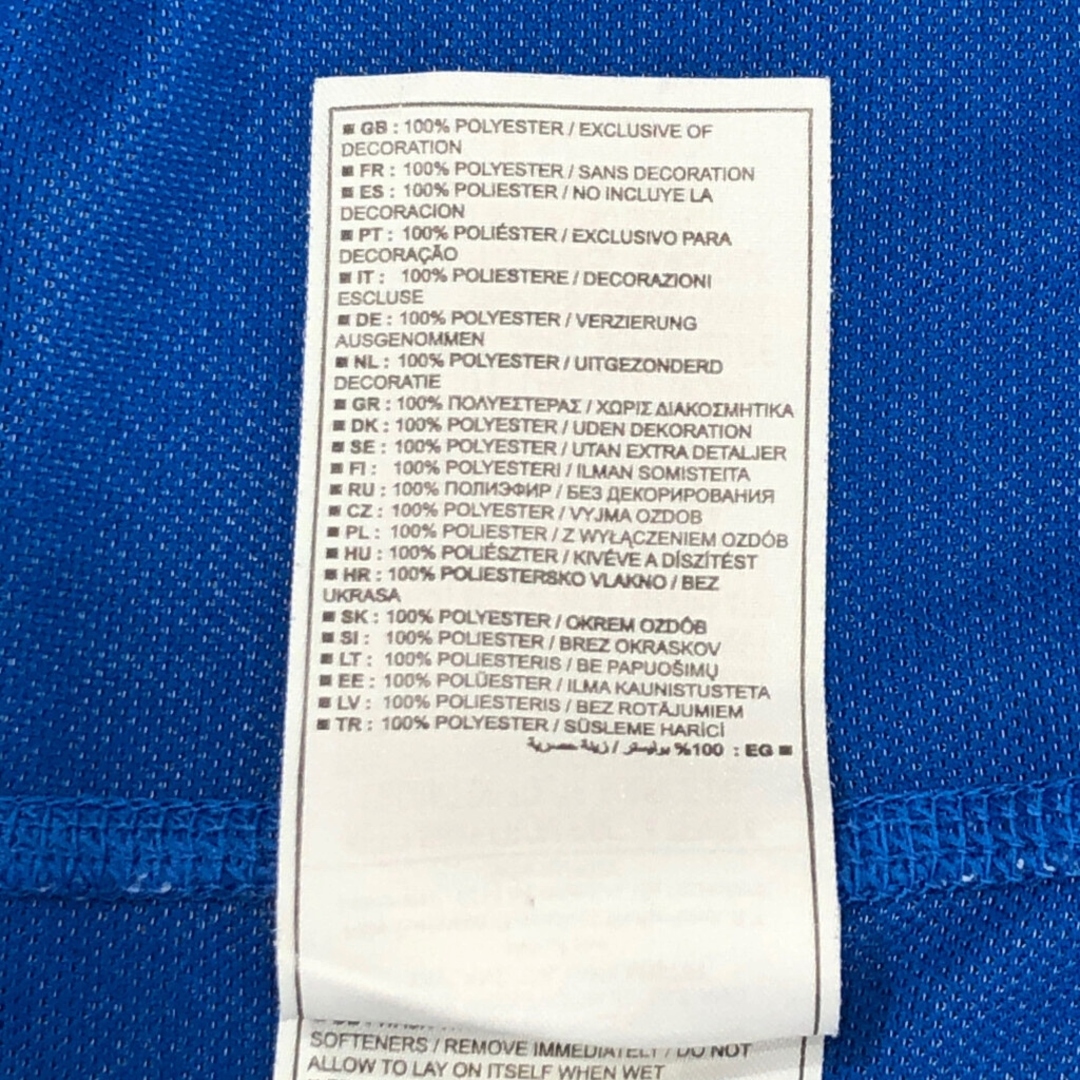 ■ GB : 100% POLYESTER / EXCLUSIVE OF
DECORATION
■ FR : 100% POLYESTER / SANS DECORATION
■ ES : 100% POLIESTER / NO INCLUYE LA
DECORACION
■ PT : 100% POLIÉSTER / EXCLUSIVO PARA
DECORAÇÃO
■ IT : 100% POLIESTERE / DECORAZIONI
ESCLUSE
■ DE : 100% POLYESTER / VERZIERUNG
AUSGENOMMEN
■ NL : 100% POLYESTER / UITGEZONDERD
DECORATIE
■ GR : 100% ΠΟΛΥΕΣΤΕΡΑΣ / ΧΩΡΙΣ ΔΙΑΚΟΣΜΗΤΙΚΑ
■ DK : 100% POLYESTER / UDEN DEKORATION
■ SE : 100% POLYESTER / UTAN EXTRA DETALJER
■ FI : 100% POLYESTERI / ILMAN SOMISTEITA
■ RU : 100% ПОЛИЭФИР / БЕЗ ДЕКОРИРОВАНИЯ
■ CZ : 100% POLYESTER / VYJMA OZDOB
■ PL : 100% POLIESTER / Z WYŁĄCZENIEM OZDÓB
■ HU : 100% POLIÉSZTER / KIVÉVE A DÍSZÍTÉST
■ HR : 100% POLIESTERSKO VLAKNO / BEZ
UKRASA
■ SK : 100% POLYESTER / OKREM OZDÔB
■ SI : 100% POLIESTER / BREZ OKRASKOV
■ LT : 100% POLIESTERIS / BE PAPUOŠIMŲ
■ EE : 100% POLÜESTER / ILMA KAUNISTUSTETA
■ LV : 100% POLIESTERIS / BEZ ROTĀJUMIEM
■ TR : 100% POLYESTER / SÜSLEME HARİCİ
■ EG : 100% بوليستر / زينة حصرية
SOFTENERS / REMOVE IMMEDIATELY / DO NOT
ALLOW TO LAY ON ITSELF WHEN WET